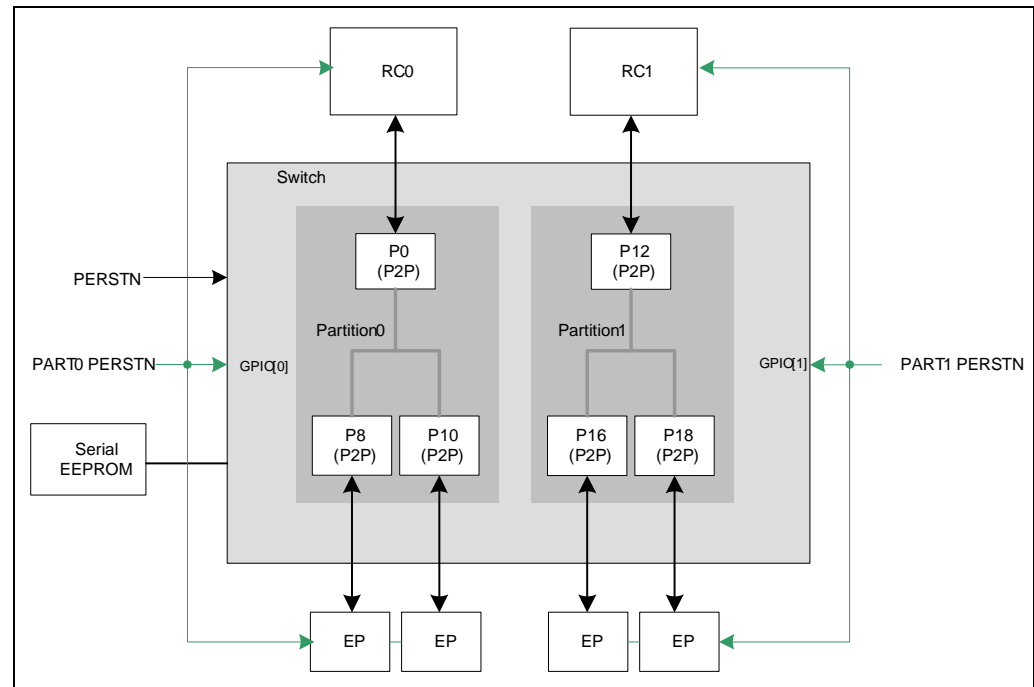 RC0
RC1
Switch
P0
(P2P)
P12
(P2P)
PERSTN
Partition0
Partition1
PART0 PERSTN
GPIO[0]
GPIO[1]
PART1 PERSTN
P8
(P2P)
P10
(P2P)
P16
(P2P)
P18
(P2P)
Serial
EEPROM
EP
EP
EP
EP